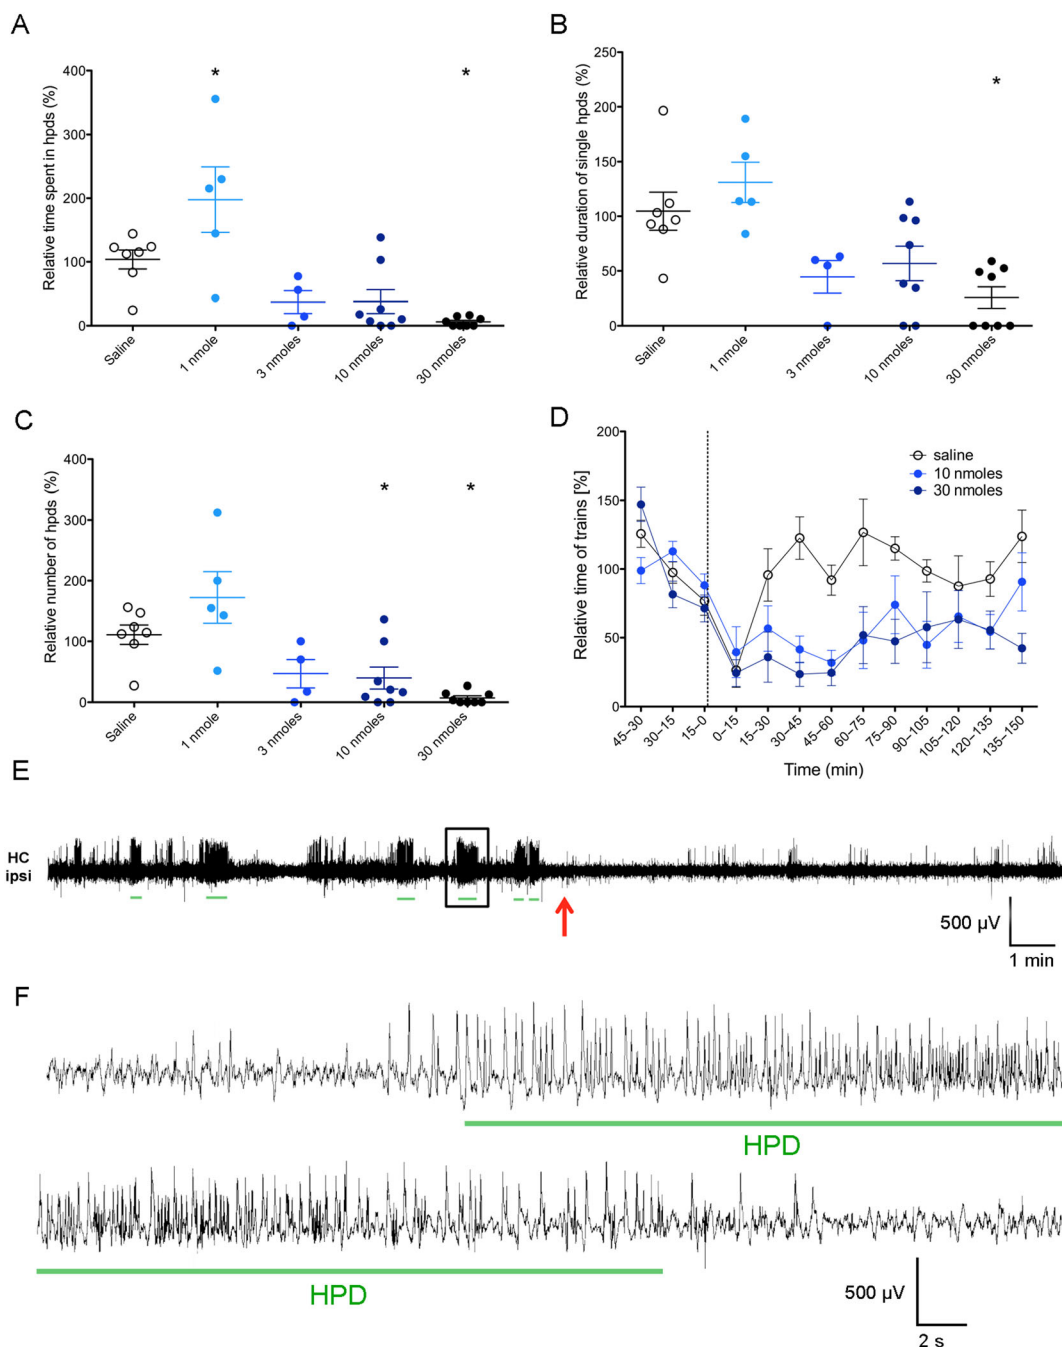 A
Relative time spent in hpds (%)
400
300
200
100
0
*
*
Saline
1 nmole
3 nmoles
10 nmoles
30 nmoles
B
Relative duration of single hpds (%)
250
200
150
100
50
0
*
Saline
1 nmole
3 nmoles
10 nmoles
30 nmoles
C
Relative number of hpds (%)
400
300
200
100
0
*
*
Saline
1 nmole
3 nmoles
10 nmoles
30 nmoles
D
Relative time of trains [%]
200
150
100
50
0
saline
10 nmoles
30 nmoles
45–30
30–15
15–0
0–15
15–30
30–45
45–60
60–75
75–90
90–105
105–120
120–135
135–150
Time (min)
E
HC
ipsi
500 µV
1 min
F
HPD
HPD
500 µV
2 s